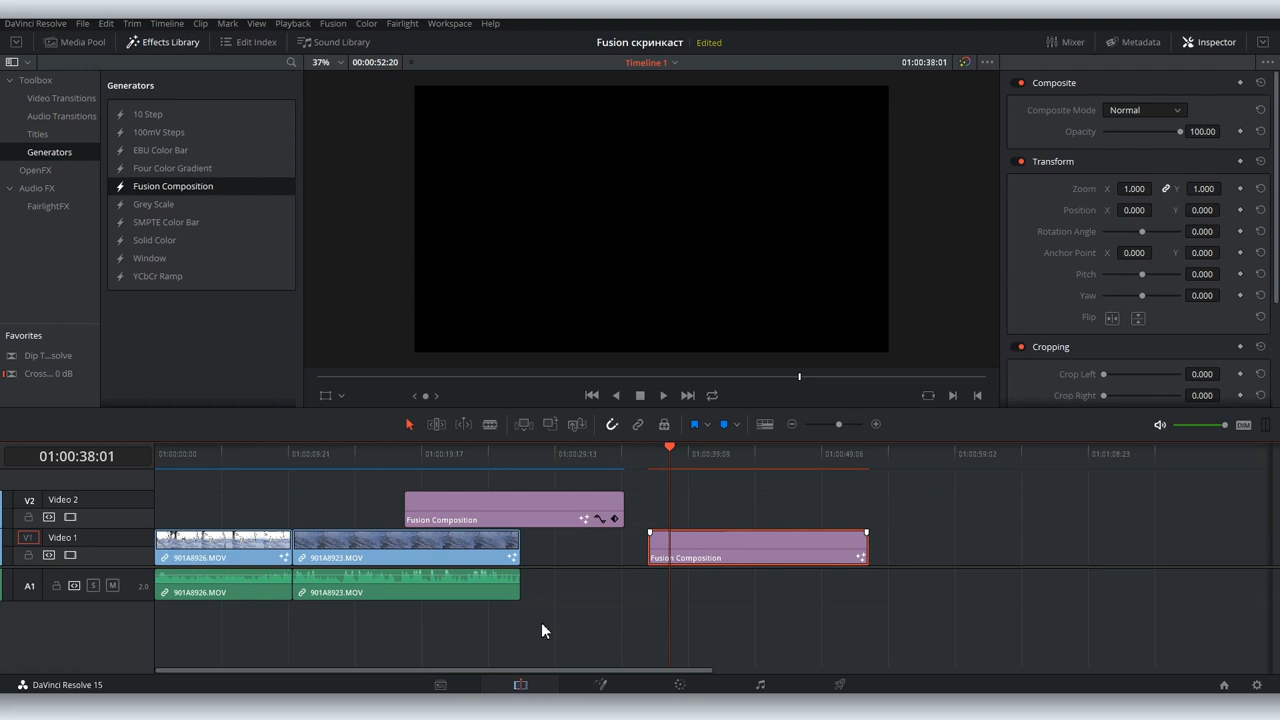 DaVinci Resolve File Edit Trim Timeline Clip Mark View Playback Fusion Color Fairlight Workspace Help
Media Pool Effects Library Edit Index Sound Library Fusion скринкаст Edited Mixer Metadata Inspector
37% 00:00:52:20 Timeline 1 01:00:38:01
Toolbox
Video Transitions
Audio Transitions
Titles
Generators
OpenFX
Audio FX
FairlightFX
Favorites
Dip T...solve
Cross... 0 dB
Generators
10 Step
100mV Steps
EBU Color Bar
Four Color Gradient
Fusion Composition
Grey Scale
SMPTE Color Bar
Solid Color
Window
YCbCr Ramp
Composite
Composite Mode Normal
Opacity 100.00
Transform
Zoom X 1.000 Y 1.000
Position X 0.000 Y 0.000
Rotation Angle 0.000
Anchor Point X 0.000 Y 0.000
Pitch 0.000
Yaw 0.000
Flip
Cropping
Crop Left 0.000
Crop Right 0.000
DIM
01:00:38:01 01:00:00:00 01:00:09:21 01:00:19:17 01:00:29:13 01:00:39:09 01:00:49:06 01:00:59:02 01:01:08:23
V2 Video 2
Fusion Composition
V1 Video 1
901A8926.MOV 901A8923.MOV Fusion Composition
A1 S M 2.0
901A8926.MOV 901A8923.MOV
DaVinci Resolve 15